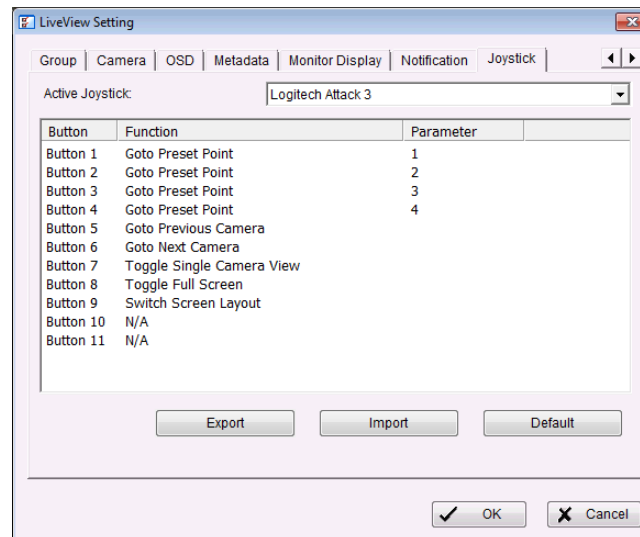 LiveView Setting
Group Camera OSD Metadata Monitor Display Notification Joystick
Active Joystick: Logitech Attack 3
Button Function Parameter
Button 1 Goto Preset Point 1
Button 2 Goto Preset Point 2
Button 3 Goto Preset Point 3
Button 4 Goto Preset Point 4
Button 5 Goto Previous Camera
Button 6 Goto Next Camera
Button 7 Toggle Single Camera View
Button 8 Toggle Full Screen
Button 9 Switch Screen Layout
Button 10 N/A
Button 11 N/A
Export Import Default
OK Cancel